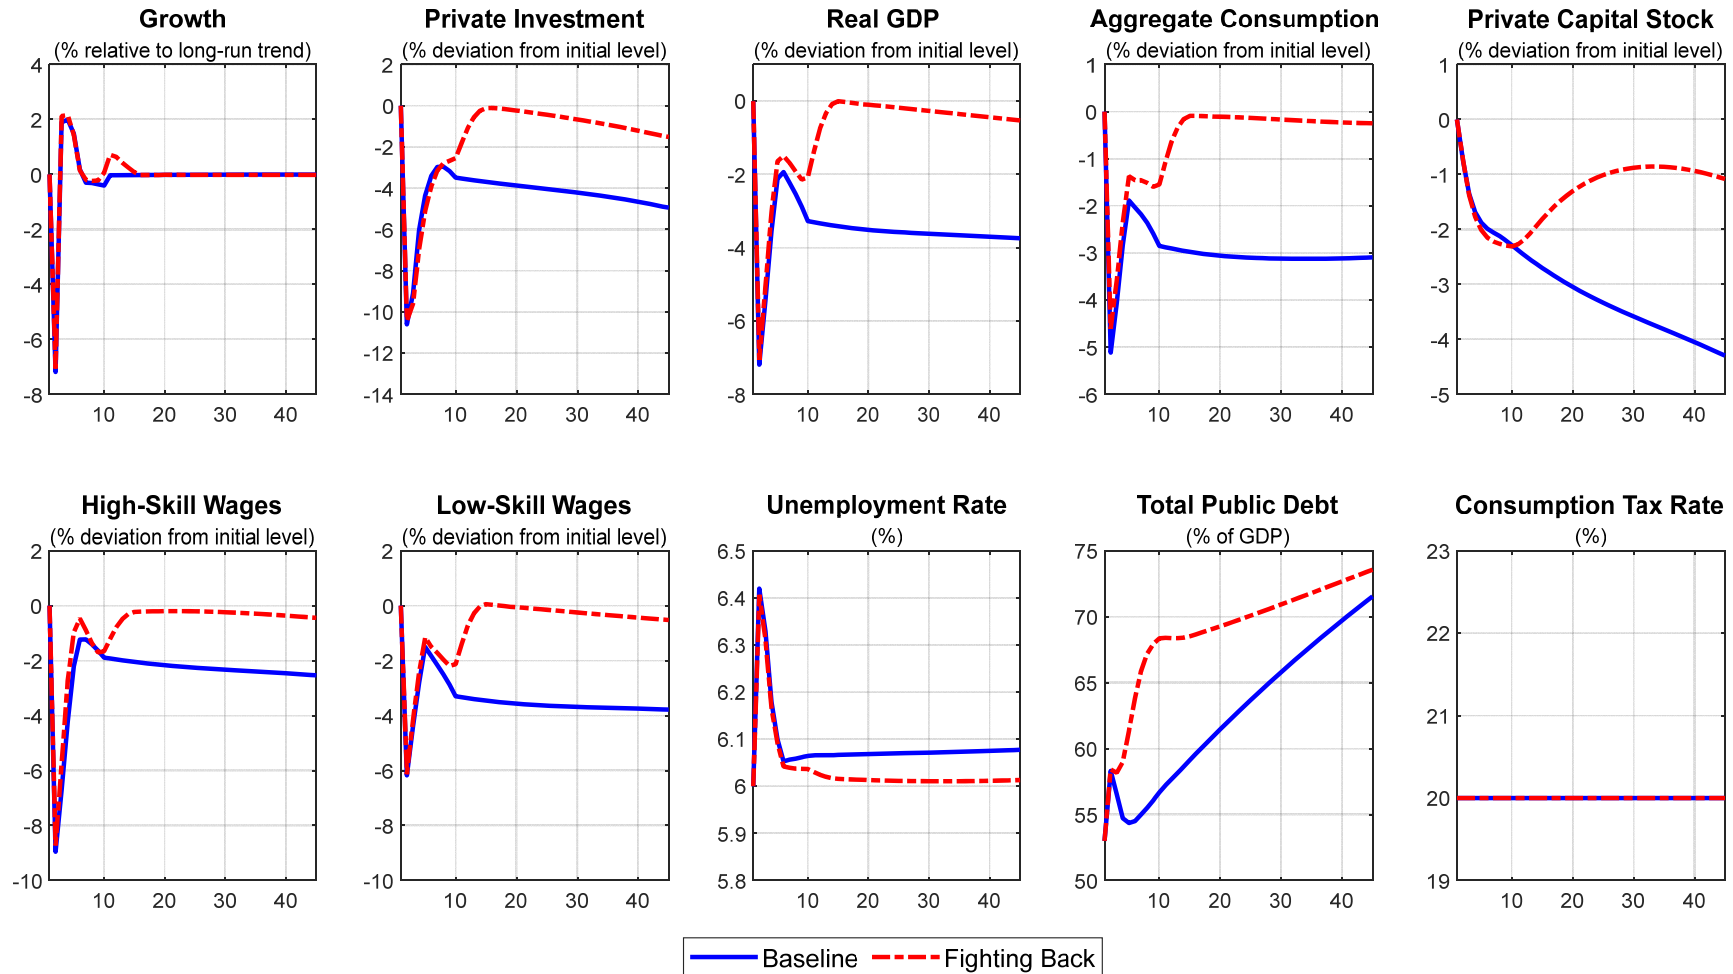 Growth
(% relative to long-run trend)
4
2
0
-2
-4
-6
-8
10 20 30 40
Private Investment
(% deviation from initial level)
2
0
-2
-4
-6
-8
-10
-12
-14
10 20 30 40
Real GDP
(% deviation from initial level)
0
-2
-4
-6
-8
10 20 30 40
Aggregate Consumption
(% deviation from initial level)
1
0
-1
-2
-3
-4
-5
-6
10 20 30 40
Private Capital Stock
(% deviation from initial level)
1
0
-1
-2
-3
-4
-5
10 20 30 40
High-Skill Wages
(% deviation from initial level)
2
0
-2
-4
-6
-8
-10
10 20 30 40
Low-Skill Wages
(% deviation from initial level)
2
0
-2
-4
-6
-8
-10
10 20 30 40
Unemployment Rate
(%)
6.5
6.4
6.3
6.2
6.1
6
5.9
5.8
10 20 30 40
Total Public Debt
(% of GDP)
75
70
65
60
55
50
10 20 30 40
Consumption Tax Rate
(%)
23
22
21
20
19
10 20 30 40
Baseline Fighting Back